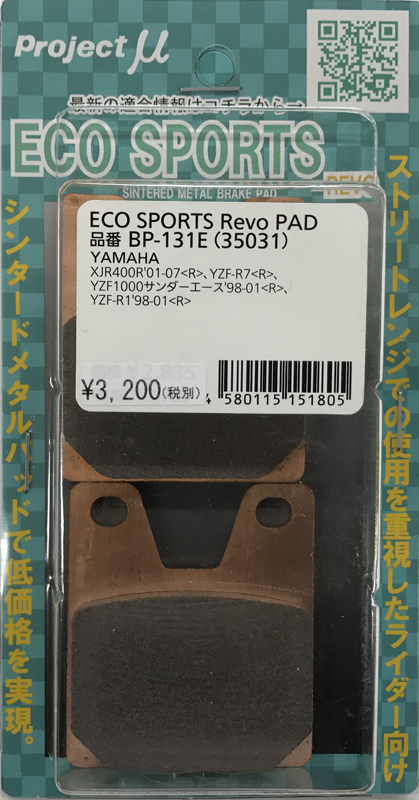 Project μ
最新の適合情報はコチラから→
ECO SPORTS
REVO
SINTERED METAL BRAKE PAD
ECO SPORTS Revo PAD
品番 BP-131E (35031)
YAMAHA
XJR400R'01-07<R>、YZF-R7<R>、
YZF1000サンダーエース'98-01<R>、
YZF-R1'98-01<R>
¥3,200(税別)
4 580115 151805
ストリートレンジでの使用を重視したライダー向け
シンタードメタルパッドで低価格を実現。